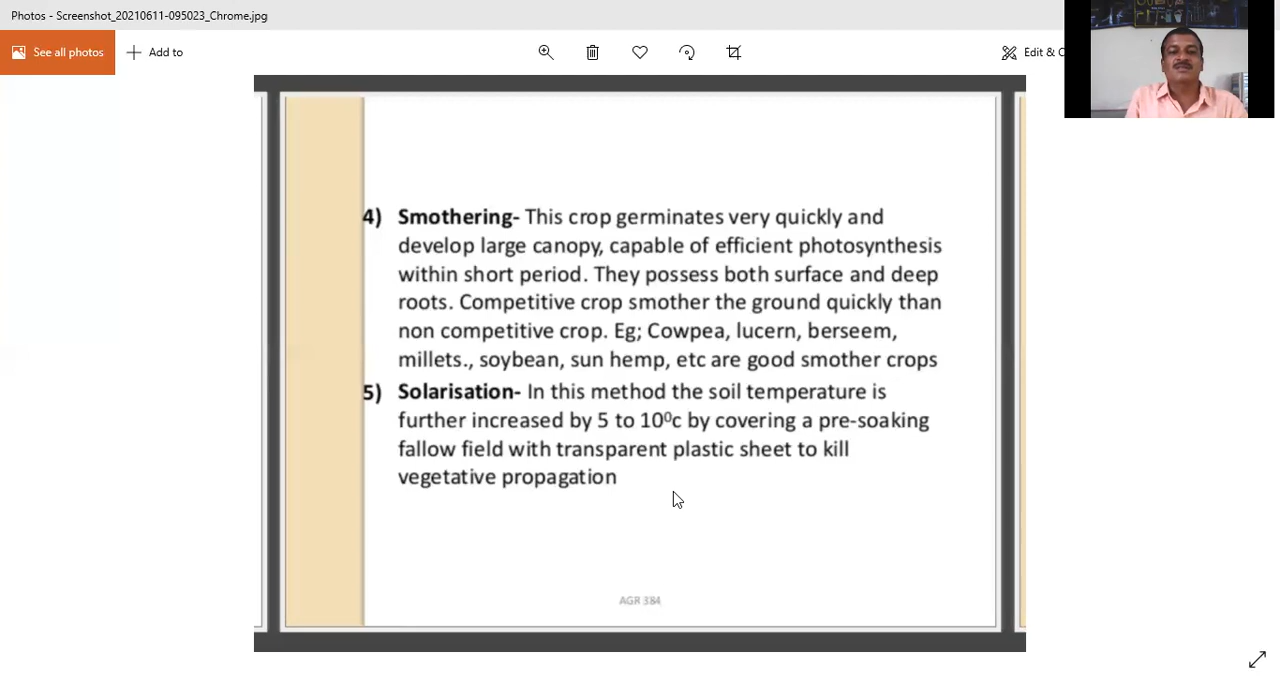 Photos - Screenshot_20210611-095023_Chrome.jpg
See all photos
Add to
Edit & C
4) Smothering- This crop germinates very quickly and
develop large canopy, capable of efficient photosynthesis
within short period. They possess both surface and deep
roots. Competitive crop smother the ground quickly than
non competitive crop. Eg; Cowpea, lucern, berseem,
millets., soybean, sun hemp, etc are good smother crops
5) Solarisation- In this method the soil temperature is
further increased by 5 to 10⁰c by covering a pre-soaking
fallow field with transparent plastic sheet to kill
vegetative propagation
AGR 384